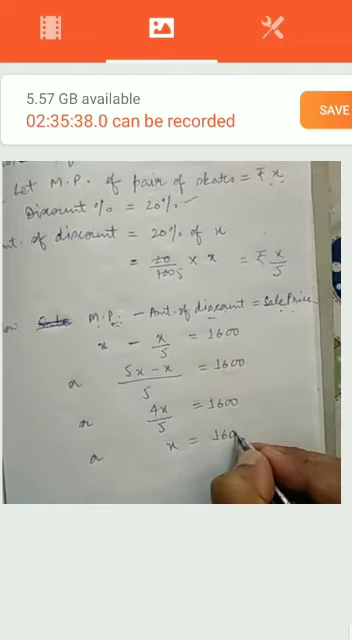 5.57 GB available
02:35:38.0 can be recorded
SAVE
Let M.P. of pair of skates = ₹ x
Discount % = 20%
nt. of discount = 20% of x
= 20/100 5 × x = ₹ x/5
M.P. - Amt. of discount = Sale Price
x - x/5 = 1600
or 5x - x/5 = 1600
or 4x/5 = 1600
or x = 160